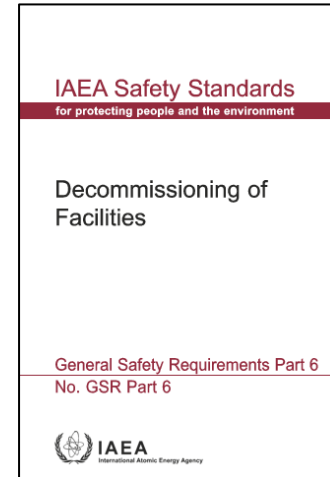 IAEA Safety Standards
for protecting people and the environment
Decommissioning of
Facilities
General Safety Requirements Part 6
No. GSR Part 6
IAEA
International Atomic Energy Agency